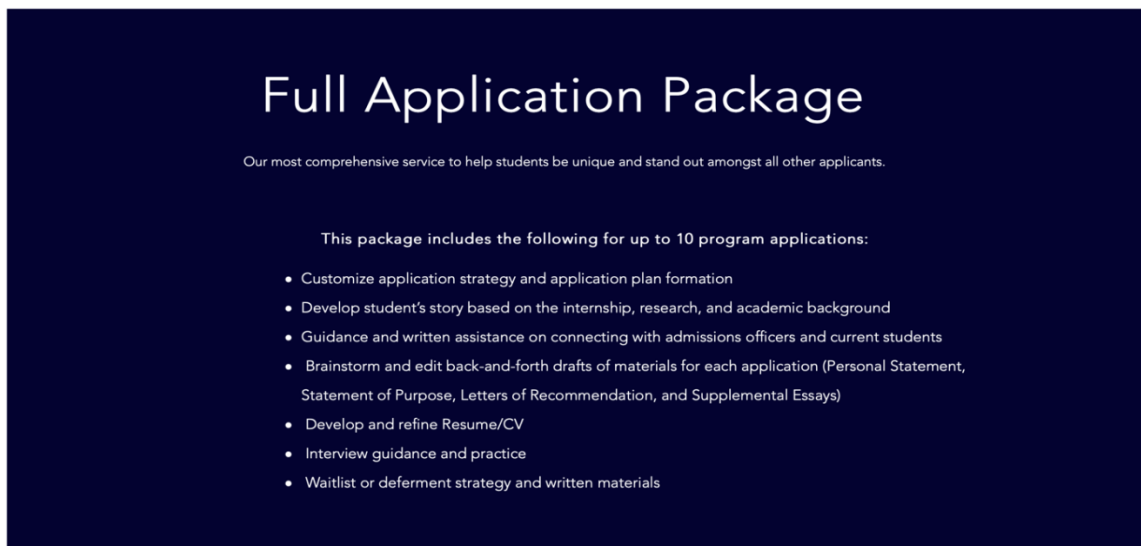 Full Application Package
Our most comprehensive service to help students be unique and stand out amongst all other applicants.
This package includes the following for up to 10 program applications:
• Customize application strategy and application plan formation
• Develop student's story based on the internship, research, and academic background
• Guidance and written assistance on connecting with admissions officers and current students
• Brainstorm and edit back-and-forth drafts of materials for each application (Personal Statement,
Statement of Purpose, Letters of Recommendation, and Supplemental Essays)
• Develop and refine Resume/CV
• Interview guidance and practice
• Waitlist or deferment strategy and written materials